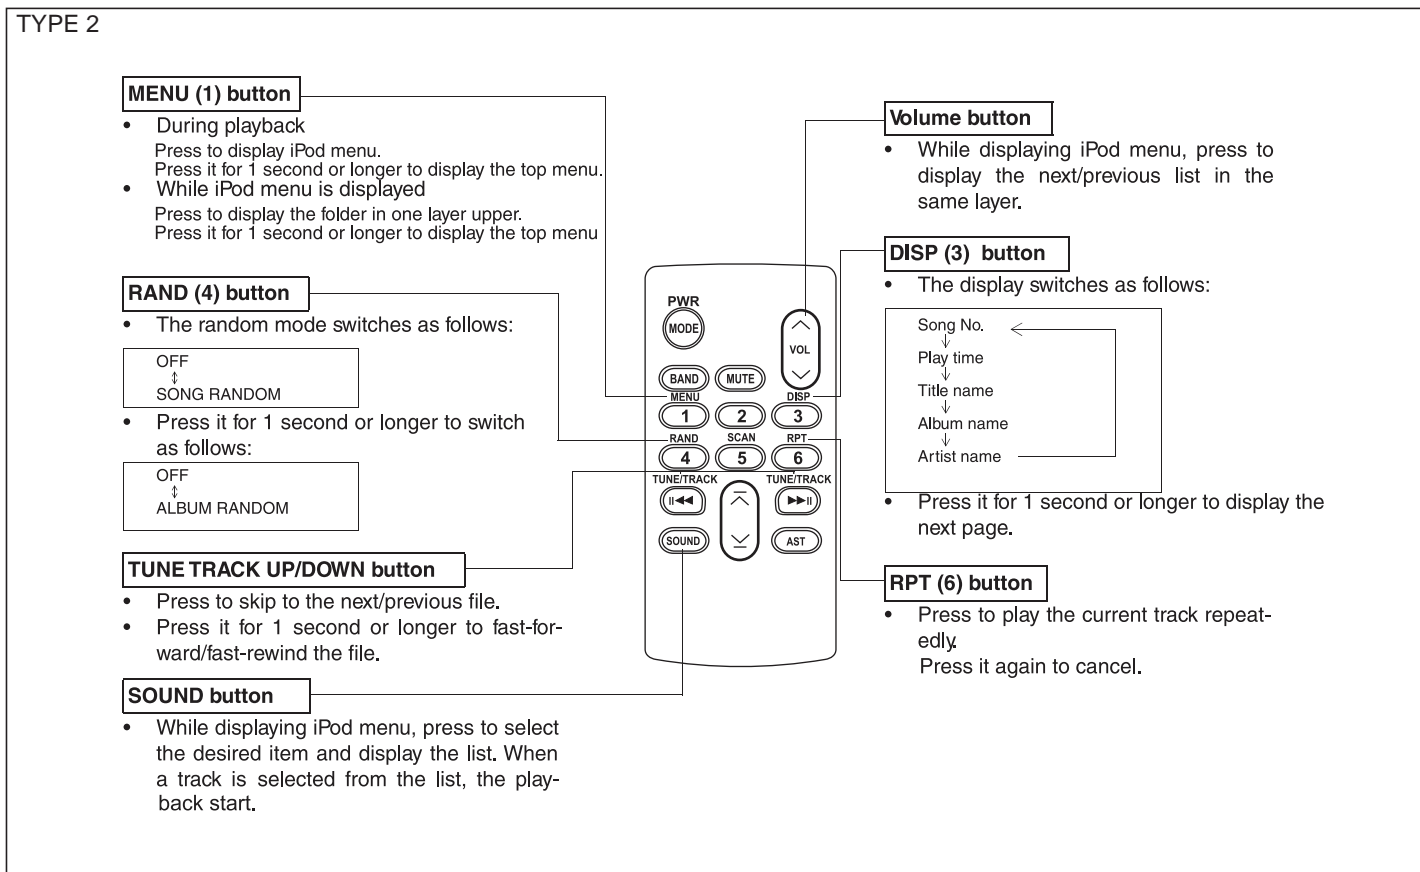 TYPE 2
MENU (1) button
• During playback
Press to display iPod menu.
Press it for 1 second or longer to display the top menu.
• While iPod menu is displayed
Press to display the folder in one layer upper.
Press it for 1 second or longer to display the top menu
RAND (4) button
• The random mode switches as follows:
OFF
↕
SONG RANDOM
• Press it for 1 second or longer to switch
as follows:
OFF
↕
ALBUM RANDOM
TUNE TRACK UP/DOWN button
• Press to skip to the next/previous file.
• Press it for 1 second or longer to fast-for-
ward/fast-rewind the file.
SOUND button
• While displaying iPod menu, press to select
the desired item and display the list. When
a track is selected from the list, the play-
back start.
PWR
MODE
VOL
BAND MUTE
MENU DISP
1 2 3
RAND SCAN RPT
4 5 6
TUNE/TRACK TUNE/TRACK
SOUND AST
Volume button
• While displaying iPod menu, press to
display the next/previous list in the
same layer.
DISP (3) button
• The display switches as follows:
Song No.
↓
Play time
↓
Title name
↓
Album name
↓
Artist name
• Press it for 1 second or longer to display the
next page.
RPT (6) button
• Press to play the current track repeat-
edly.
Press it again to cancel.